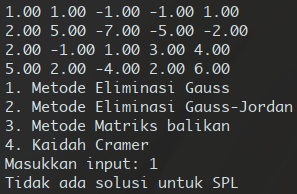 1.00 1.00 -1.00 -1.00 1.00
2.00 5.00 -7.00 -5.00 -2.00
2.00 -1.00 1.00 3.00 4.00
5.00 2.00 -4.00 2.00 6.00
1. Metode Eliminasi Gauss
2. Metode Eliminasi Gauss-Jordan
3. Metode Matriks balikan
4. Kaidah Cramer
Masukkan input: 1
Tidak ada solusi untuk SPL